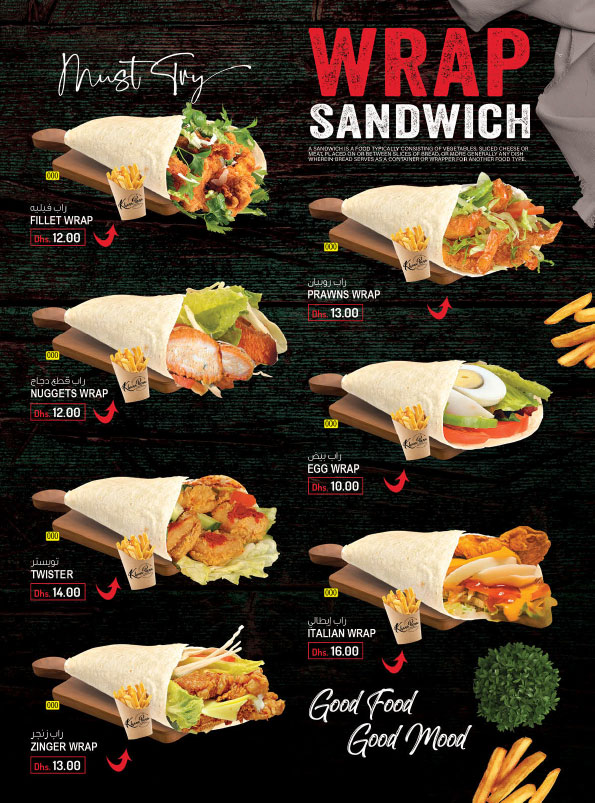 Must Try
WRAP
SANDWICH
A SANDWICH IS A FOOD TYPICALLY CONSISTING OF VEGETABLES, SLICED CHEESE OR
MEAT, PLACED ON OR BETWEEN SLICES OF BREAD, OR MORE GENERALLY ANY DISH
WHEREIN BREAD SERVES AS A CONTAINER OR WRAPPER FOR ANOTHER FOOD TYPE.
000
راب فيليه
FILLET WRAP
Dhs. 12.00
000
راب روبيان
PRAWNS WRAP
Dhs. 13.00
000
راب قطع دجاج
NUGGETS WRAP
Dhs. 12.00
000
راب بيض
EGG WRAP
Dhs. 10.00
000
تويستر
TWISTER
Dhs. 14.00
000
راب إيطالي
ITALIAN WRAP
Dhs. 16.00
000
راب زنجر
ZINGER WRAP
Dhs. 13.00
Good Food
Good Mood